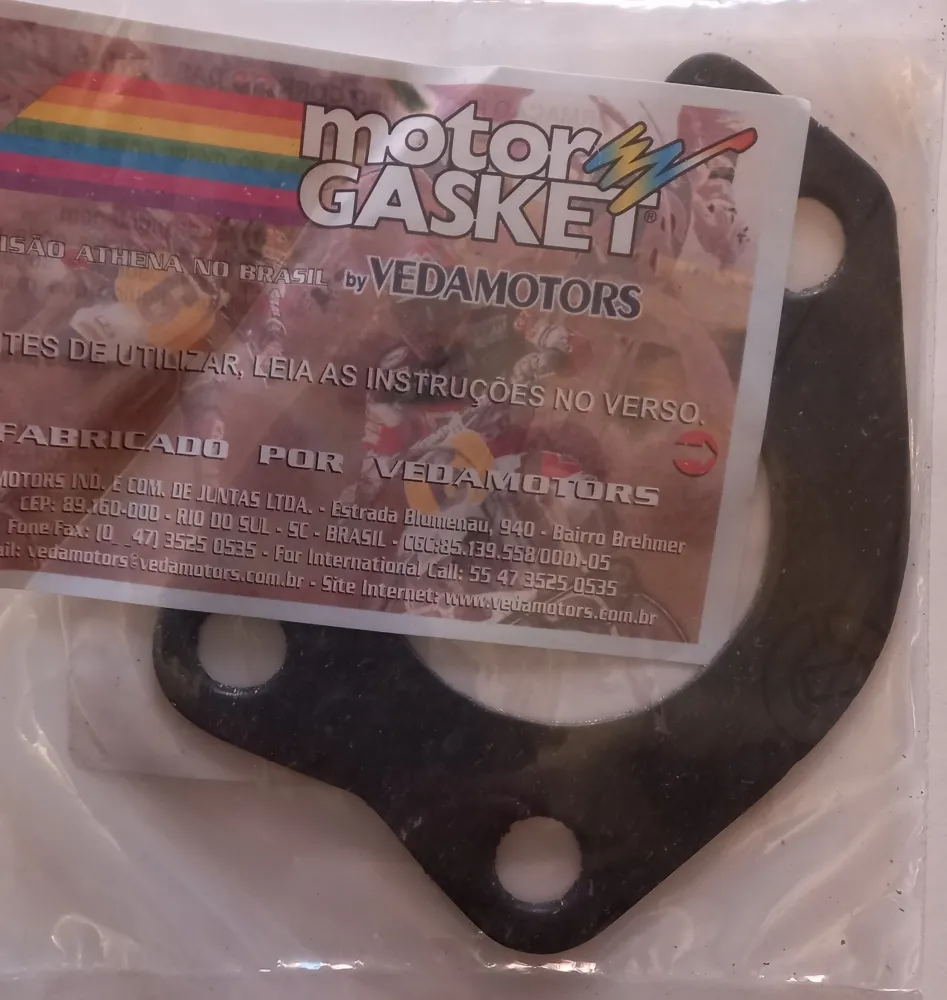 motor
GASKET®
ISÃO ATHENA NO BRASIL by VEDAMOTORS
TES DE UTILIZAR, LEIA AS INSTRUÇÕES NO VERSO.
FABRICADO POR VEDAMOTORS
MOTORS IND. E COM. DE JUNTAS LTDA. - Estrada Blumenau, 940 - Bairro Brehmer
CEP: 89.160-000 - RIO DO SUL - SC - BRASIL - CGC:85.139.558/0001-05
Fone Fax: (0_ _47) 3525 0535 - For International Call: 55 47 3525 0535
ail: vedamotors@vedamotors.com.br - Site Internet: www.vedamotors.com.br